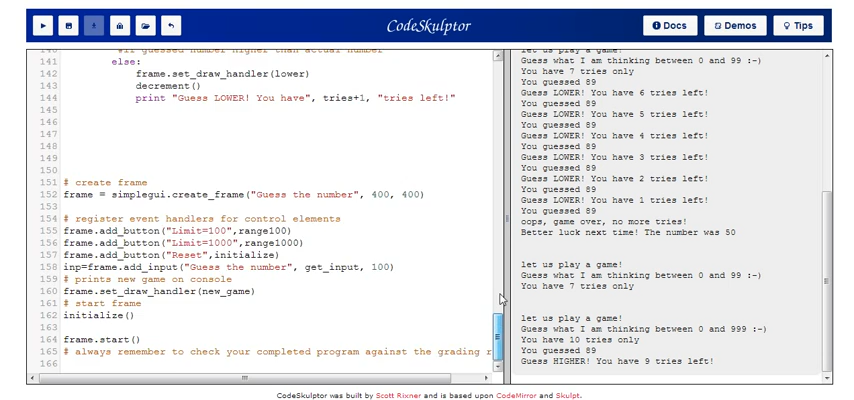 CodeSkulptor
Docs
Demos
Tips
140 #if guessed number higher than actual number
141 else:
142 frame.set_draw_handler(lower)
143 decrement()
144 print "Guess LOWER! You have", tries+1, "tries left!"
145
146
147
148
149
150
151 # create frame
152 frame = simplegui.create_frame("Guess the number", 400, 400)
153
154 # register event handlers for control elements
155 frame.add_button("Limit=100",range100)
156 frame.add_button("Limit=1000",range1000)
157 frame.add_button("Reset",initialize)
158 inp=frame.add_input("Guess the number", get_input, 100)
159 # prints new game on console
160 frame.set_draw_handler(new_game)
161 # start frame
162 initialize()
163
164 frame.start()
165 # always remember to check your completed program against the grading r
166
let us play a game!
Guess what I am thinking between 0 and 99 :-)
You have 7 tries only
You guessed 89
Guess LOWER! You have 6 tries left!
You guessed 89
Guess LOWER! You have 5 tries left!
You guessed 89
Guess LOWER! You have 4 tries left!
You guessed 89
Guess LOWER! You have 3 tries left!
You guessed 89
Guess LOWER! You have 2 tries left!
You guessed 89
Guess LOWER! You have 1 tries left!
You guessed 89
oops, game over, no more tries!
Better luck next time! The number was 50
let us play a game!
Guess what I am thinking between 0 and 99 :-)
You have 7 tries only
let us play a game!
Guess what I am thinking between 0 and 999 :-)
You have 10 tries only
You guessed 89
Guess HIGHER! You have 9 tries left!
CodeSkulptor was built by Scott Rixner and is based upon CodeMirror and Skulpt.